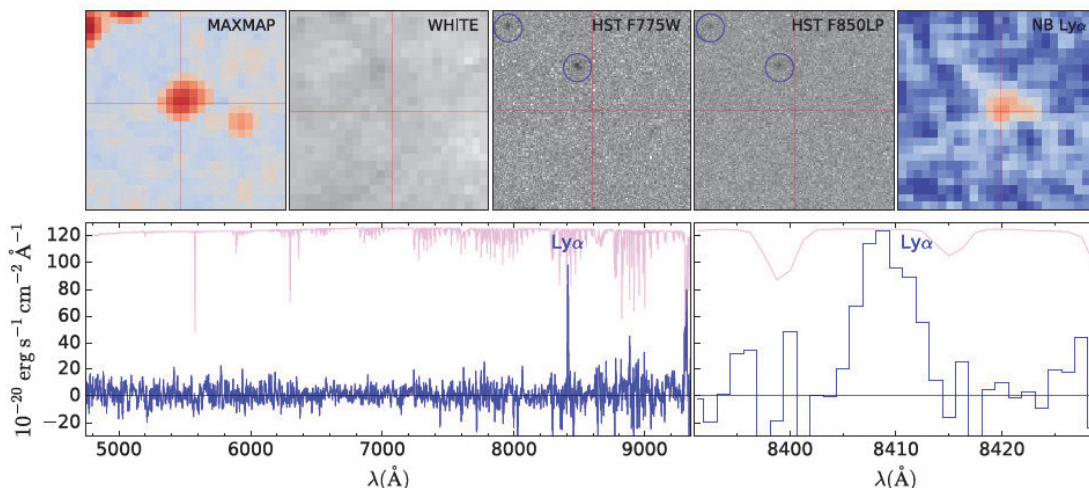 MAXMAP
WHITE
HST F775W
HST F850LP
NB Lyα
10⁻²⁰ erg s⁻¹ cm⁻² Å⁻¹
120
100
80
60
40
20
0
−20
Lyα
5000 6000 7000 8000 9000
λ(Å)
Lyα
8400 8410 8420
λ(Å)